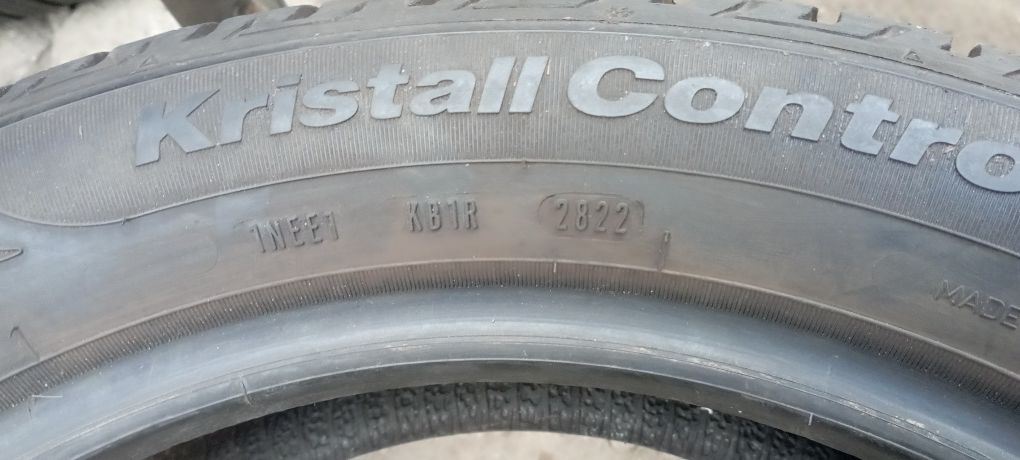 Kristall Contro
1NEE1 KB1R 2822
MADE